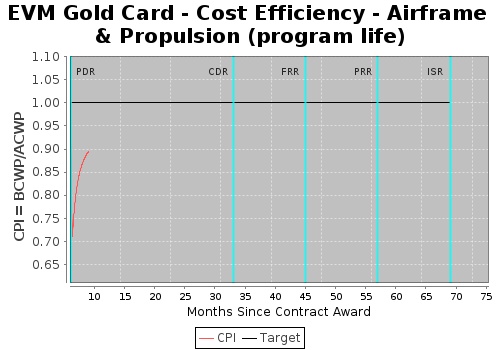 EVM Gold Card - Cost Efficiency - Airframe
& Propulsion (program life)
CPI = BCWP/ACWP
1.10
1.05
1.00
0.95
0.90
0.85
0.80
0.75
0.70
0.65
PDR CDR FRR PRR ISR
10 15 20 25 30 35 40 45 50 55 60 65 70 75
Months Since Contract Award
CPI Target